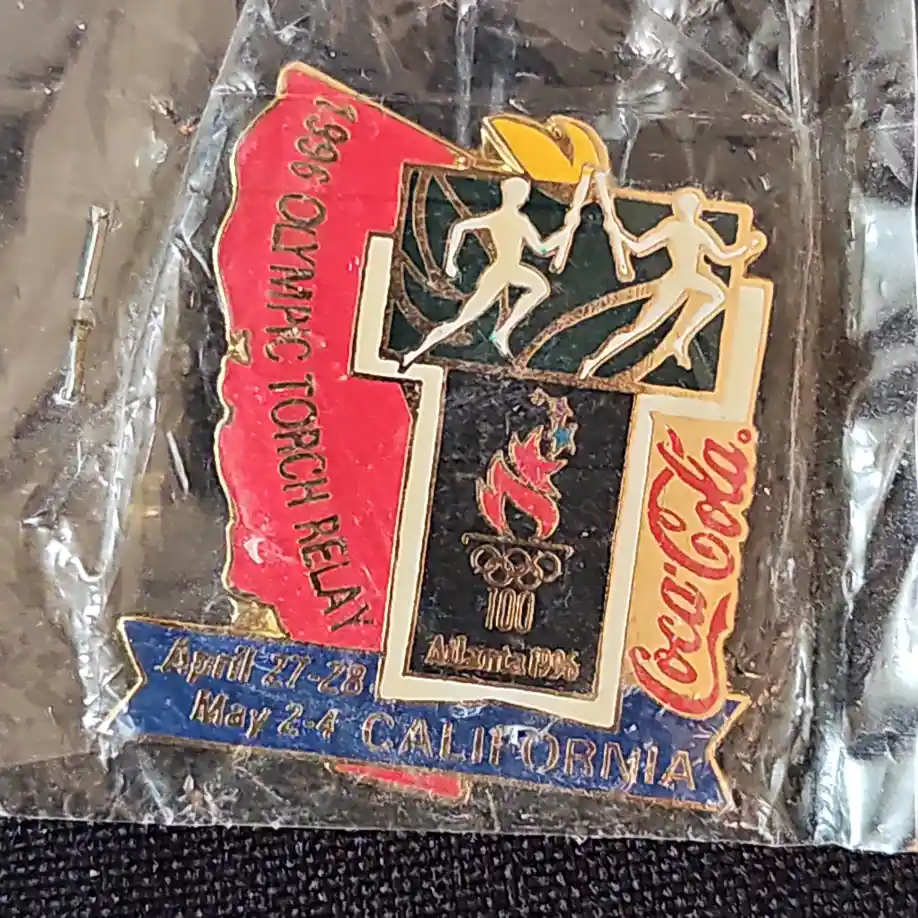 1996 OLYMPIC TORCH RELAY
Coca-Cola
100
Atlanta 1996
April 27-28
May 2-4
CALIFORNIA